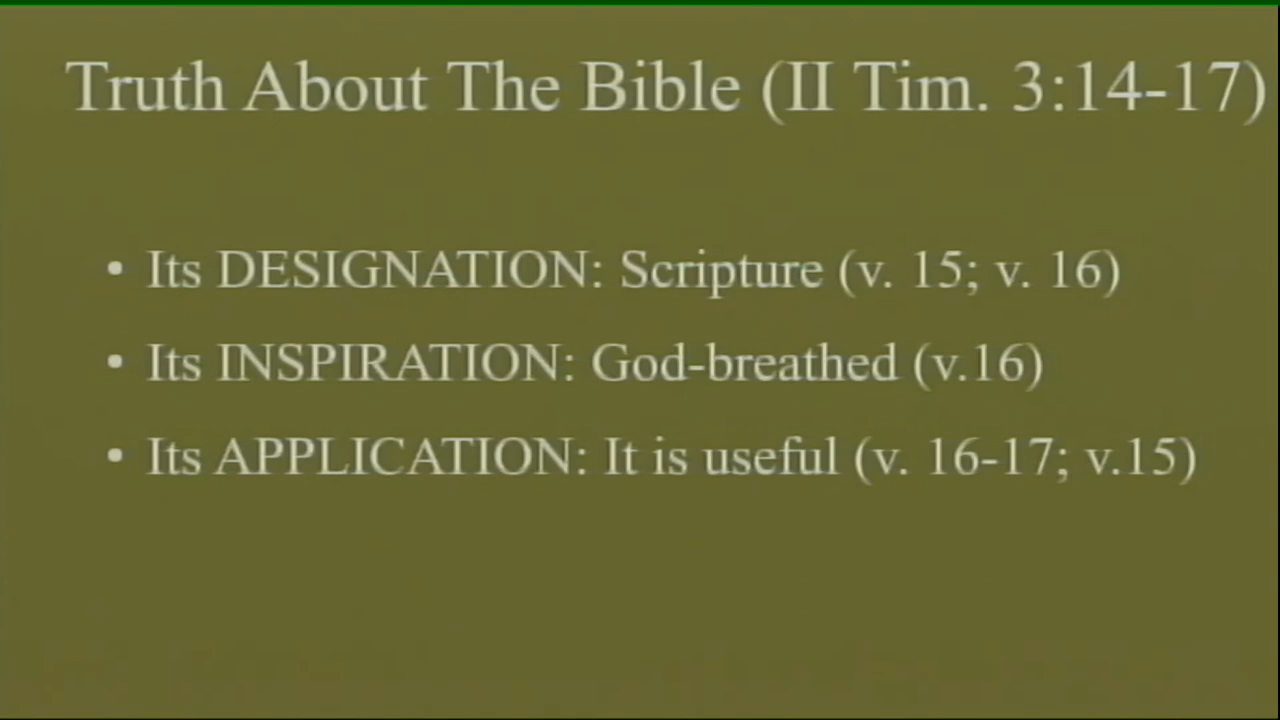 Truth About The Bible (II Tim. 3:14-17)
• Its DESIGNATION: Scripture (v. 15; v. 16)
• Its INSPIRATION: God-breathed (v.16)
• Its APPLICATION: It is useful (v. 16-17; v.15)